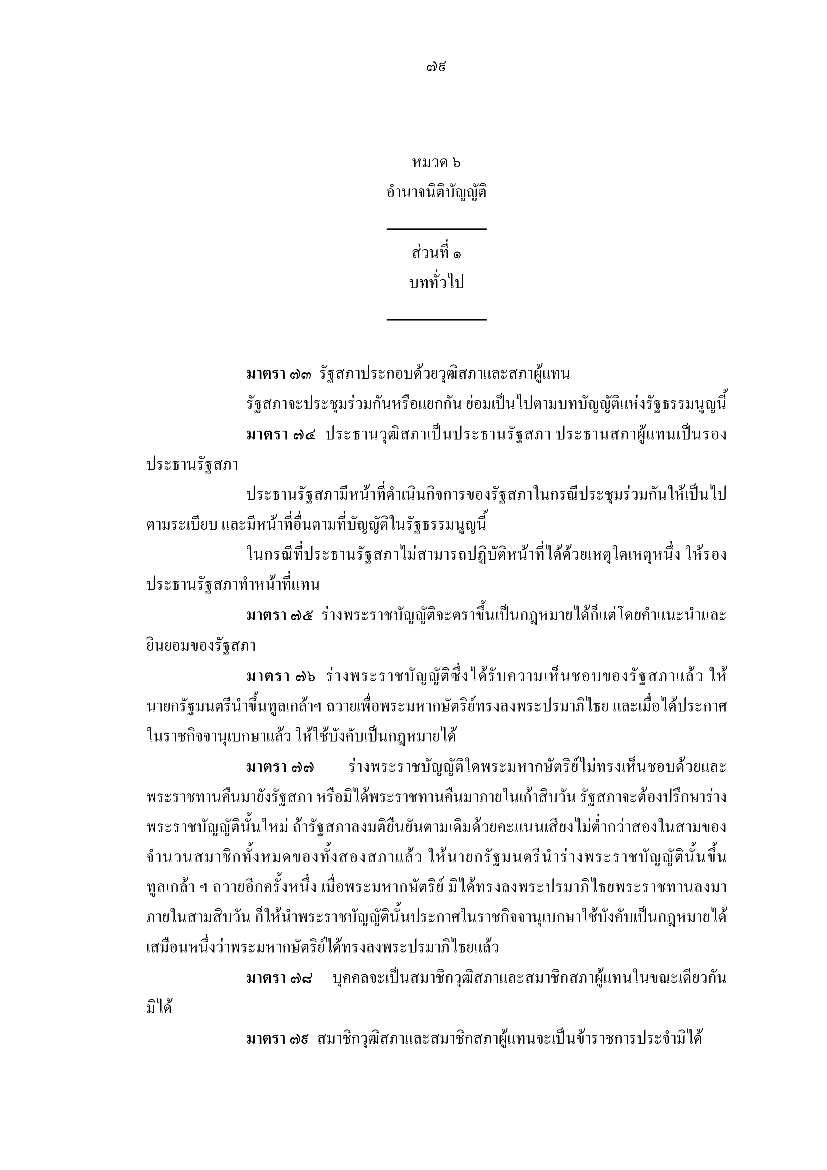 ๗๙
หมวด ๖
อำนาจนิติบัญญัติ
ส่วนที่ ๑
บททั่วไป
มาตรา ๗๓ รัฐสภาประกอบด้วยวุฒิสภาและสภาผู้แทน
รัฐสภาจะประชุมร่วมกันหรือแยกกัน ย่อมเป็นไปตามบทบัญญัติแห่งรัฐธรรมนูญนี้
มาตรา ๗๔ ประธานวุฒิสภาเป็นประธานรัฐสภา ประธานสภาผู้แทนเป็นรอง
ประธานรัฐสภา
ประธานรัฐสภามีหน้าที่ดำเนินกิจการของรัฐสภาในกรณีประชุมร่วมกันให้เป็นไป
ตามระเบียบ และมีหน้าที่อื่นตามที่บัญญัติในรัฐธรรมนูญนี้
ในกรณีที่ประธานรัฐสภาไม่สามารถปฏิบัติหน้าที่ได้ด้วยเหตุใดเหตุหนึ่ง ให้รอง
ประธานรัฐสภาทำหน้าที่แทน
มาตรา ๗๕ ร่างพระราชบัญญัติจะตราขึ้นเป็นกฎหมายได้ก็แต่โดยคำแนะนำและ
ยินยอมของรัฐสภา
มาตรา ๗๖ ร่างพระราชบัญญัติซึ่งได้รับความเห็นชอบของรัฐสภาแล้ว ให้
นายกรัฐมนตรีนำขึ้นทูลเกล้าฯ ถวายเพื่อพระมหากษัตริย์ทรงลงพระปรมาภิไธย และเมื่อได้ประกาศ
ในราชกิจจานุเบกษาแล้ว ให้ใช้บังคับเป็นกฎหมายได้
มาตรา ๗๗ ร่างพระราชบัญญัติใดพระมหากษัตริย์ไม่ทรงเห็นชอบด้วยและ
พระราชทานคืนมายังรัฐสภา หรือมิได้พระราชทานคืนมาภายในเก้าสิบวัน รัฐสภาจะต้องปรึกษาร่าง
พระราชบัญญัตินั้นใหม่ ถ้ารัฐสภาลงมติยืนยันตามเดิมด้วยคะแนนเสียงไม่ต่ำกว่าสองในสามของ
จำนวนสมาชิกทั้งหมดของทั้งสองสภาแล้ว ให้นายกรัฐมนตรีนำร่างพระราชบัญญัตินั้นขึ้น
ทูลเกล้า ฯ ถวายอีกครั้งหนึ่ง เมื่อพระมหากษัตริย์ มิได้ทรงลงพระปรมาภิไธยพระราชทานลงมา
ภายในสามสิบวัน ก็ให้นำพระราชบัญญัตินั้นประกาศในราชกิจจานุเบกษาใช้บังคับเป็นกฎหมายได้
เสมือนหนึ่งว่าพระมหากษัตริย์ได้ทรงลงพระปรมาภิไธยแล้ว
มาตรา ๗๘ บุคคลจะเป็นสมาชิกวุฒิสภาและสมาชิกสภาผู้แทนในขณะเดียวกัน
มิได้
มาตรา ๗๙ สมาชิกวุฒิสภาและสมาชิกสภาผู้แทนจะเป็นข้าราชการประจำมิได้